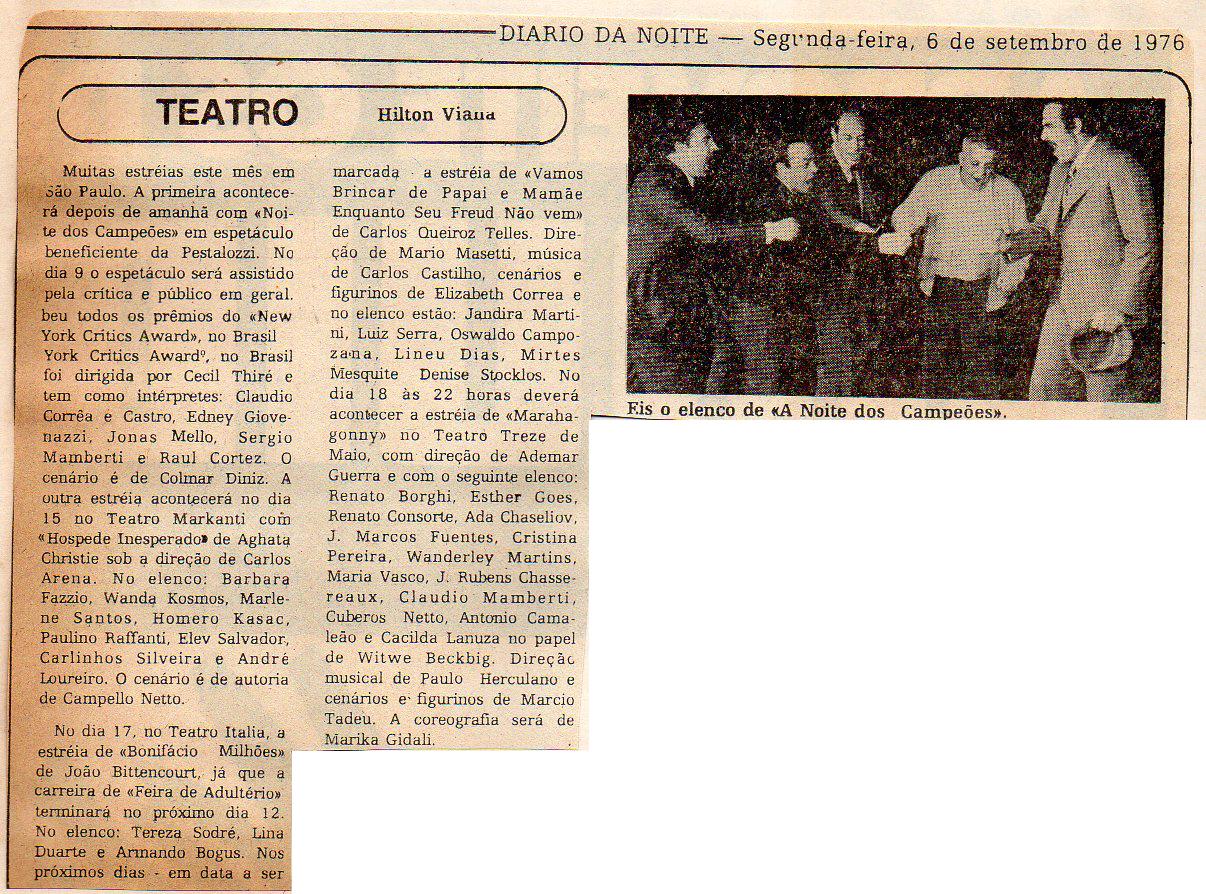 DIARIO DA NOITE — Segunda-feira, 6 de setembro de 1976
TEATRO
Hilton Viana
Muitas estréias este mês em
São Paulo. A primeira acontece-
rá depois de amanhã com «Noi-
te dos Campeões» em espetáculo
beneficiente da Pestalozzi. No
dia 9 o espetáculo será assistido
pela crítica e público em geral.
beu todos os prêmios do «New
York Critics Award», no Brasil
York Critics Awardº, no Brasil
foi dirigida por Cecil Thiré e
tem como intérpretes: Claudio
Corrêa e Castro, Edney Giove-
nazzi, Jonas Mello, Sergio
Mamberti e Raul Cortez. O
cenário é de Colmar Diniz. A
outra estréia acontecerá no dia
15 no Teatro Markanti com
«Hospede Inesperado» de Aghata
Christie sob a direção de Carlos
Arena. No elenco: Barbara
Fazzio, Wanda Kosmos, Marle-
ne Santos, Homero Kasac,
Paulino Raffanti, Elev Salvador,
Carlinhos Silveira e André
Loureiro. O cenário é de autoria
de Campello Netto.
No dia 17, no Teatro Italia, a
estréia de «Bonifácio Milhões»
de João Bittencourt, já que a
carreira de «Feira de Adultério»
terminará no próximo dia 12.
No elenco: Tereza Sodré, Lina
Duarte e Armando Bogus. Nos
próximos dias - em data a ser
marcada - a estréia de «Vamos
Brincar de Papai e Mamãe
Enquanto Seu Freud Não vem»
de Carlos Queiroz Telles. Dire-
ção de Mario Masetti, música
de Carlos Castilho, cenários e
figurinos de Elizabeth Correa e
no elenco estão: Jandira Marti-
ni, Luiz Serra, Oswaldo Campo-
zana, Lineu Dias, Mirtes
Mesquite Denise Stocklos. No
dia 18 às 22 horas deverá
acontecer a estréia de «Maraha-
gonny» no Teatro Treze de
Maio, com direção de Ademar
Guerra e com o seguinte elenco:
Renato Borghi, Esther Goes,
Renato Consorte, Ada Chaseliov,
J. Marcos Fuentes, Cristina
Pereira, Wanderley Martins,
Maria Vasco, J. Rubens Chasse-
reaux, Claudio Mamberti,
Cuberos Netto, Antonio Cama-
leão e Cacilda Lanuza no papel
de Witwe Beckbig. Direção
musical de Paulo Herculano e
cenários e figurinos de Marcio
Tadeu. A coreografia será de
Marika Gidali.
Eis o elenco de «A Noite dos Campeões».